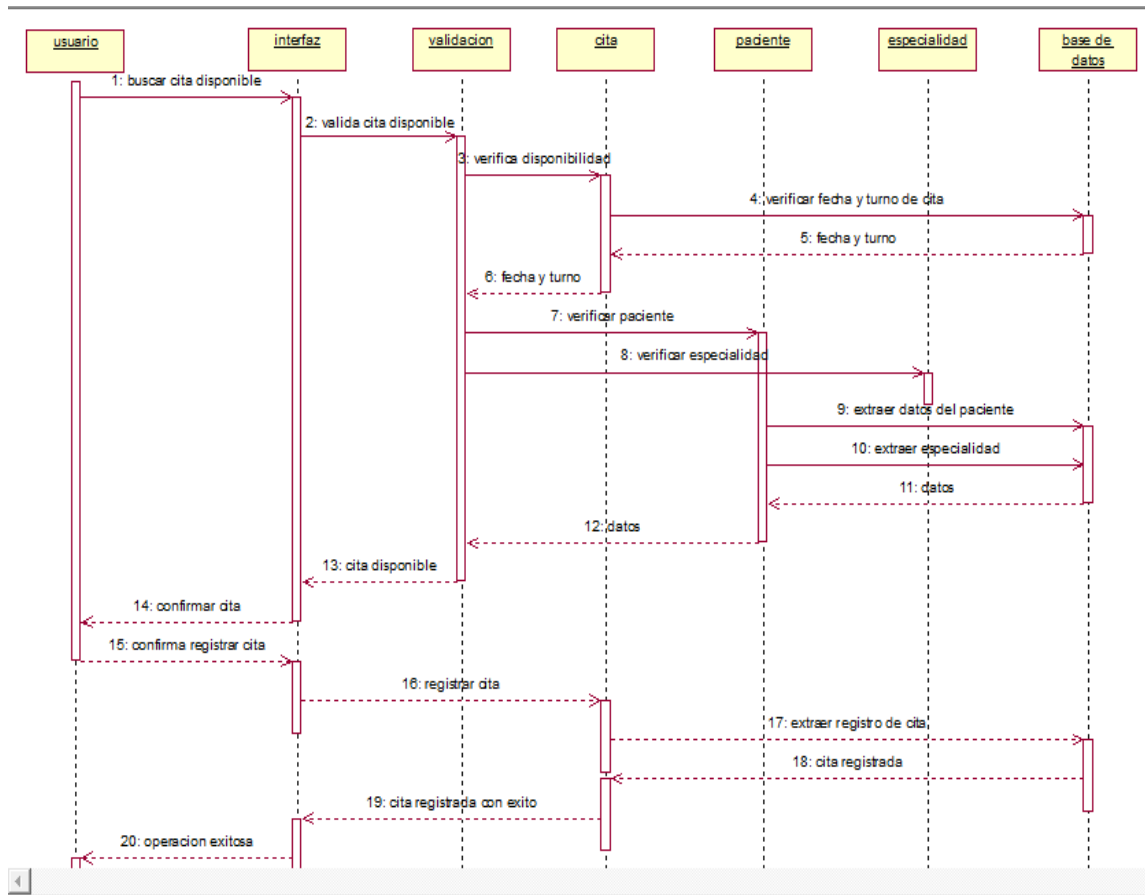 usuario
interfaz
validacion
cita
paciente
especialidad
base de
datos
1: buscar cita disponible
2: valida cita disponible
3: verifica disponibilidad
4: verificar fecha y turno de cita
5: fecha y turno
6: fecha y turno
7: verificar paciente
8: verificar especialidad
9: extraer datos del paciente
10: extraer especialidad
11: datos
12: datos
13: cita disponible
14: confirmar cita
15: confirma registrar cita
16: registrar cita
17: extraer registro de cita
18: cita registrada
19: cita registrada con exito
20: operacion exitosa